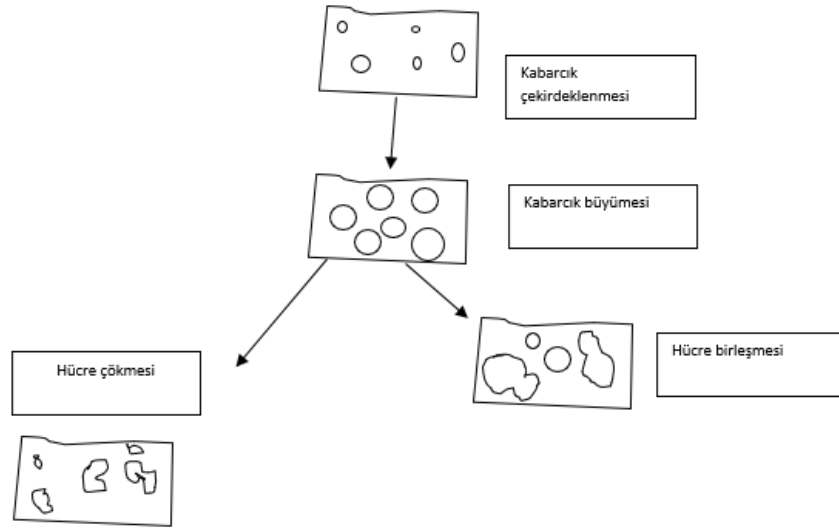 Kabarcık
çekirdeklenmesi
Kabarcık büyümesi
Hücre birleşmesi
Hücre çökmesi